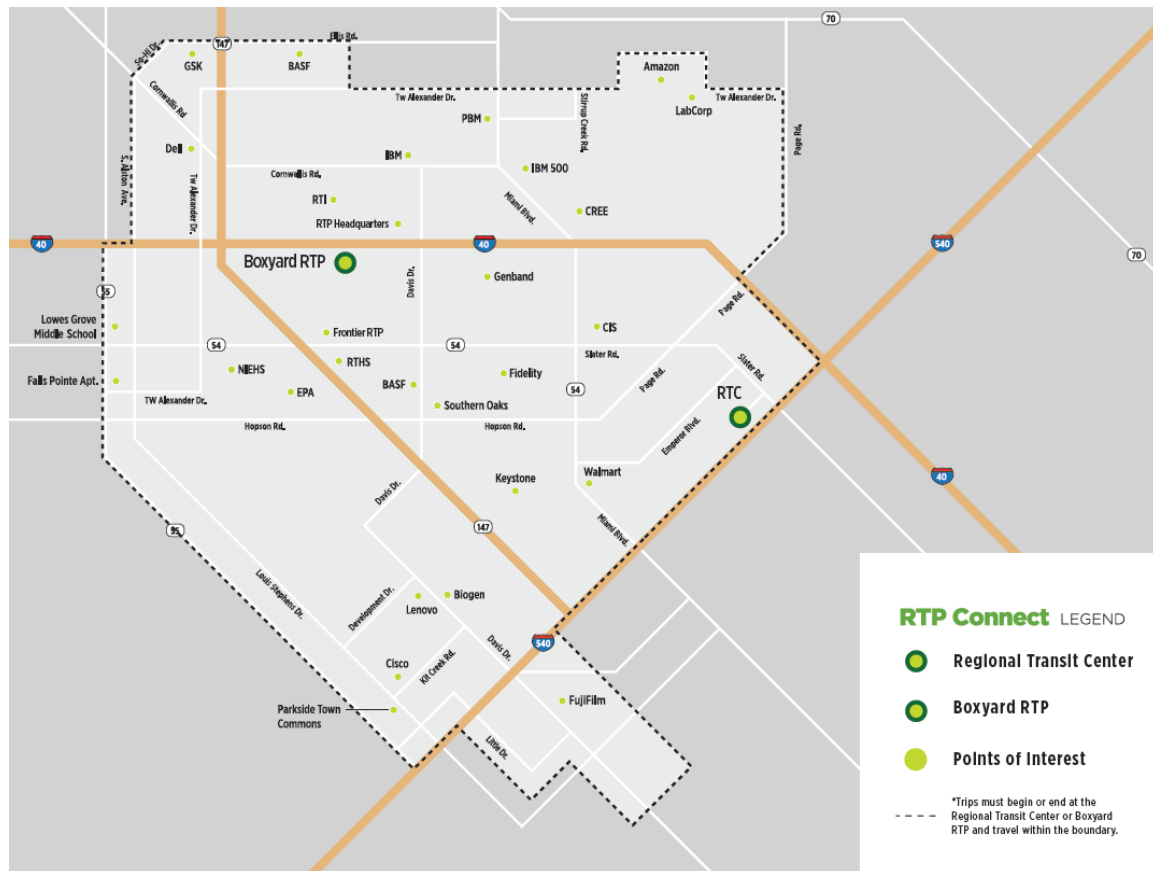 70
Ellis Rd.
So-Hi Dr.
147
GSK
BASF
Amazon
Cornwallis Rd
Tw Alexander Dr.
LabCorp
Tw Alexander Dr.
PBM
Stirrup Creek Rd.
Page Rd.
Dell
IBM
IBM 500
S. Alston Ave.
Tw Alexander Dr.
Cornwallis Rd.
RTI
Miami Blvd.
CREE
RTP Headquarters
40
40
540
70
Boxyard RTP
Davis Dr.
Genband
55
Page Rd.
Lowes Grove
Middle School
Frontier RTP
CIS
54
54
Slater Rd.
Slater Rd.
NIEHS
RTHS
Falls Pointe Apt.
BASF
Fidelity
54
Page Rd.
EPA
RTC
TW Alexander Dr.
Southern Oaks
Hopson Rd.
Hopson Rd.
Emperor Blvd.
Keystone
Walmart
40
Davis Dr.
55
147
Miami Blvd.
Louis Stephens Dr.
Development Dr.
Lenovo
Biogen
Davis Dr.
540
Cisco
Kit Creek Rd.
Parkside Town
Commons
FujiFilm
Little Dr.
RTP Connect LEGEND
Regional Transit Center
Boxyard RTP
Points of Interest
*Trips must begin or end at the
Regional Transit Center or Boxyard
RTP and travel within the boundary.